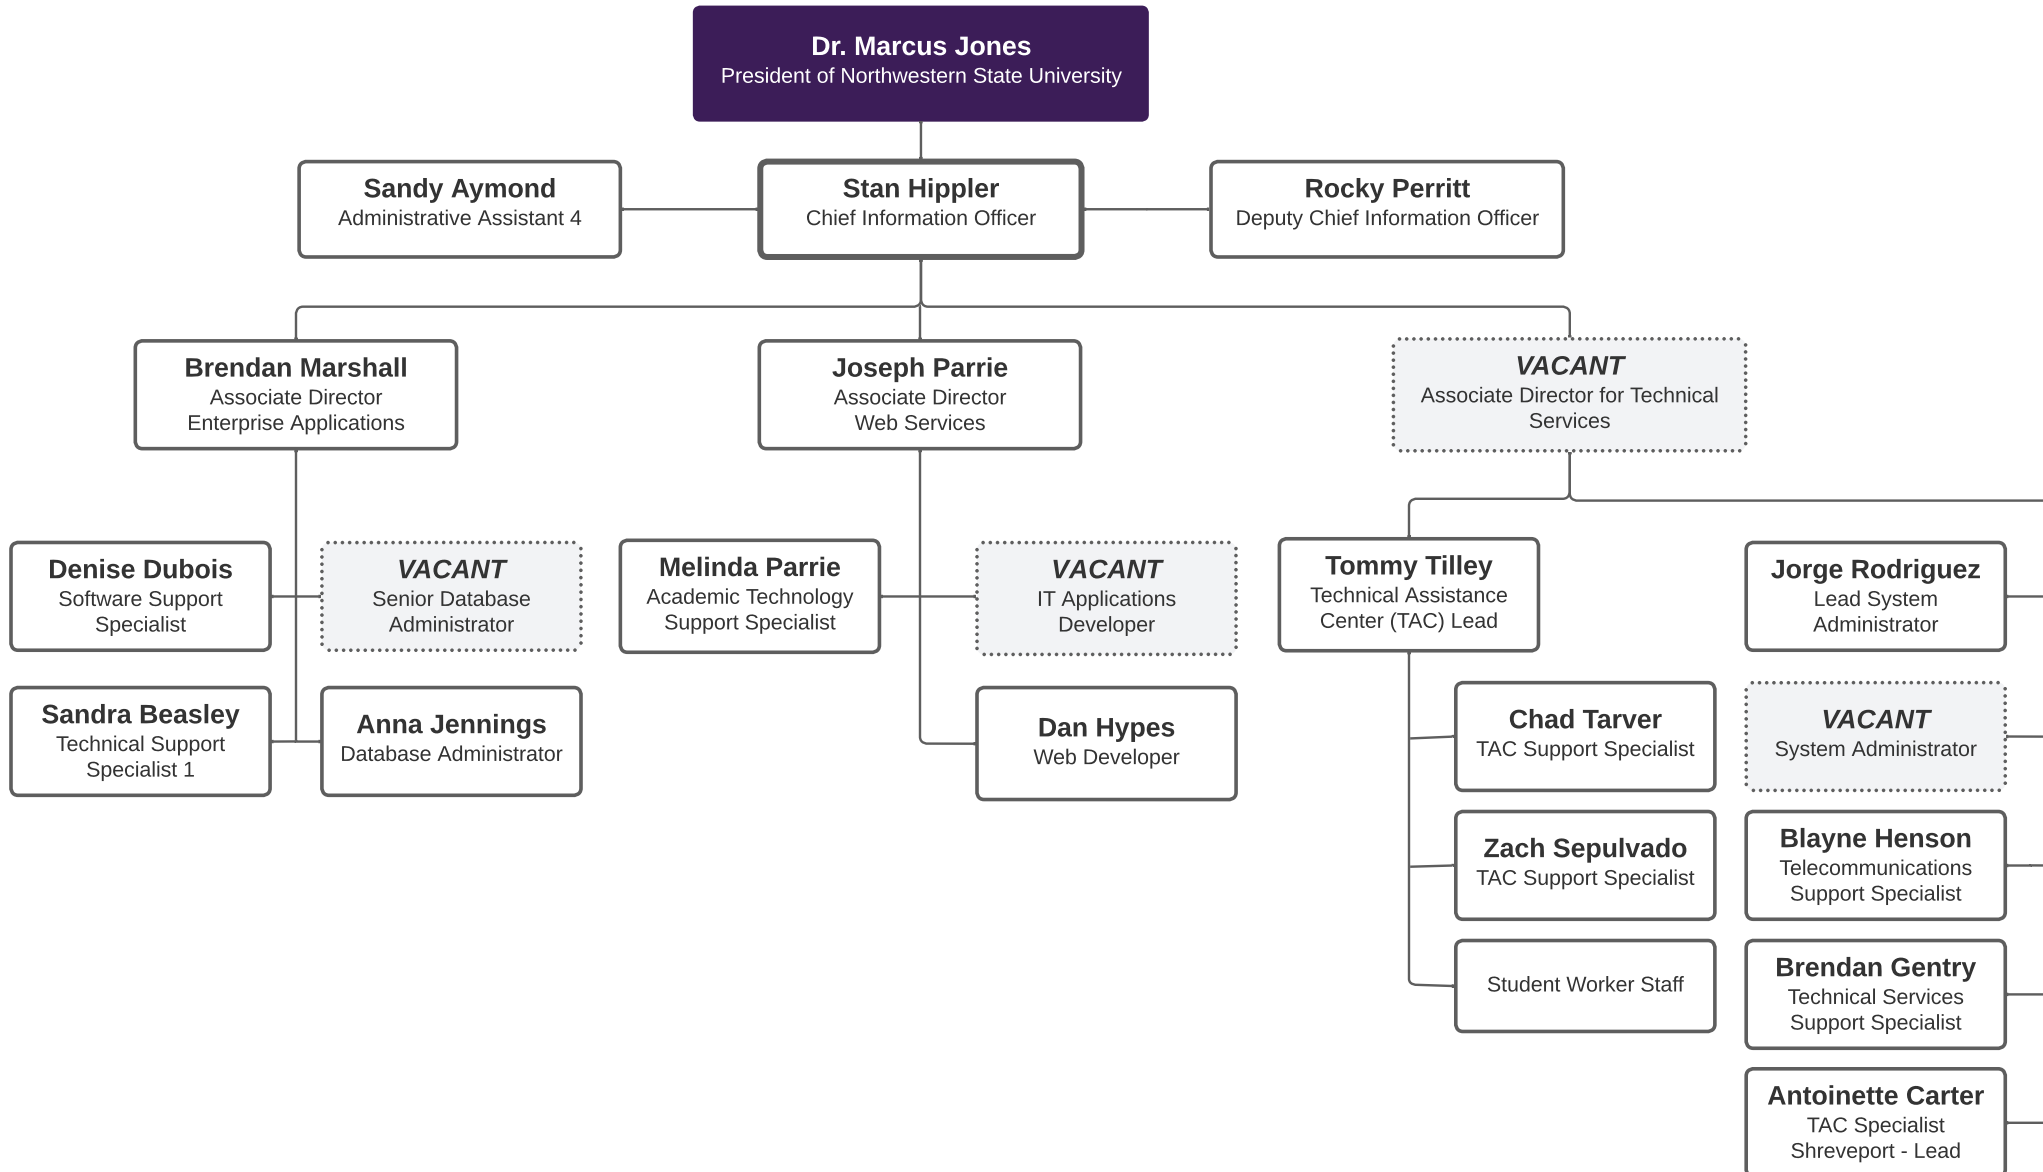 Dr. Marcus Jones
President of Northwestern State University
Sandy Aymond
Administrative Assistant 4
Stan Hippler
Chief Information Officer
Rocky Perritt
Deputy Chief Information Officer
Brendan Marshall
Associate Director
Enterprise Applications
Joseph Parrie
Associate Director
Web Services
VACANT
Associate Director for Technical
Services
Denise Dubois
Software Support
Specialist
VACANT
Senior Database
Administrator
Sandra Beasley
Technical Support
Specialist 1
Anna Jennings
Database Administrator
Melinda Parrie
Academic Technology
Support Specialist
VACANT
IT Applications
Developer
Dan Hypes
Web Developer
Tommy Tilley
Technical Assistance
Center (TAC) Lead
Chad Tarver
TAC Support Specialist
Zach Sepulvado
TAC Support Specialist
Student Worker Staff
Jorge Rodriguez
Lead System
Administrator
VACANT
System Administrator
Blayne Henson
Telecommunications
Support Specialist
Brendan Gentry
Technical Services
Support Specialist
Antoinette Carter
TAC Specialist
Shreveport - Lead